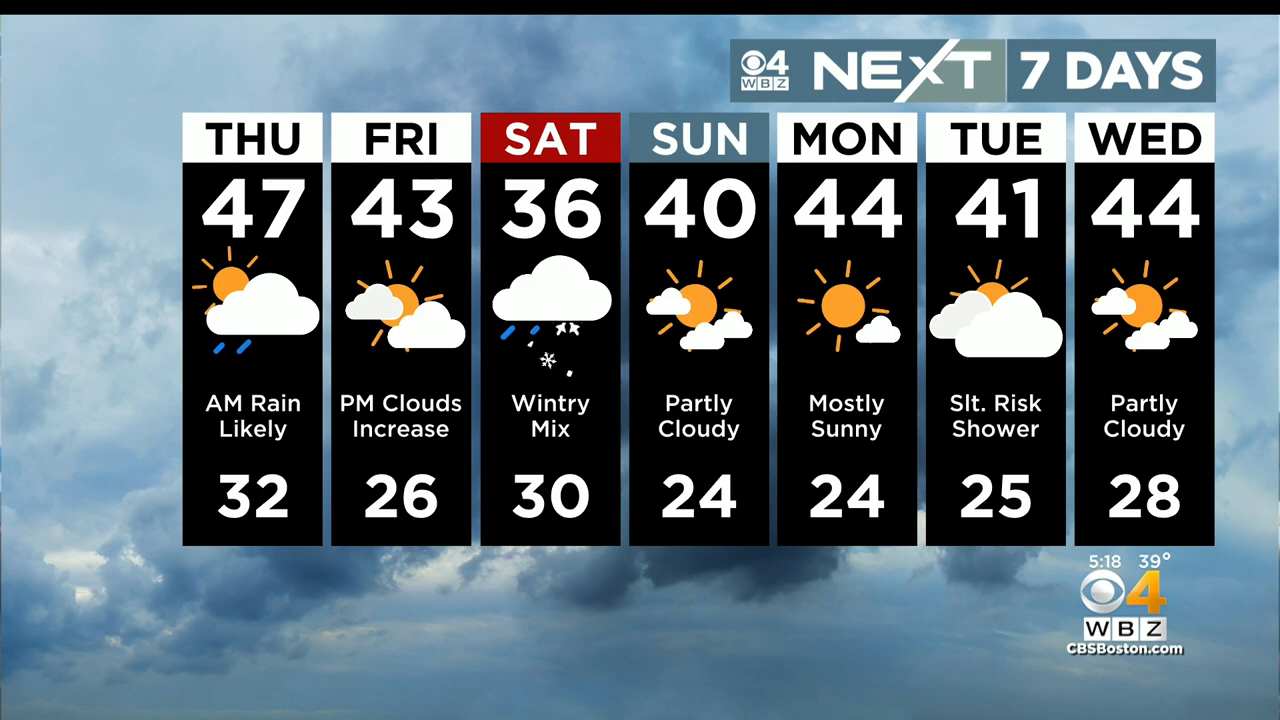 4 WBZ NEXT 7 DAYS
THU FRI SAT SUN MON TUE WED
47 43 36 40 44 41 44
AM Rain PM Clouds Wintry Partly Mostly Slt. Risk Partly
Likely Increase Mix Cloudy Sunny Shower Cloudy
32 26 30 24 24 25 28
5:18 39°
4
WBZ
CBSBoston.com